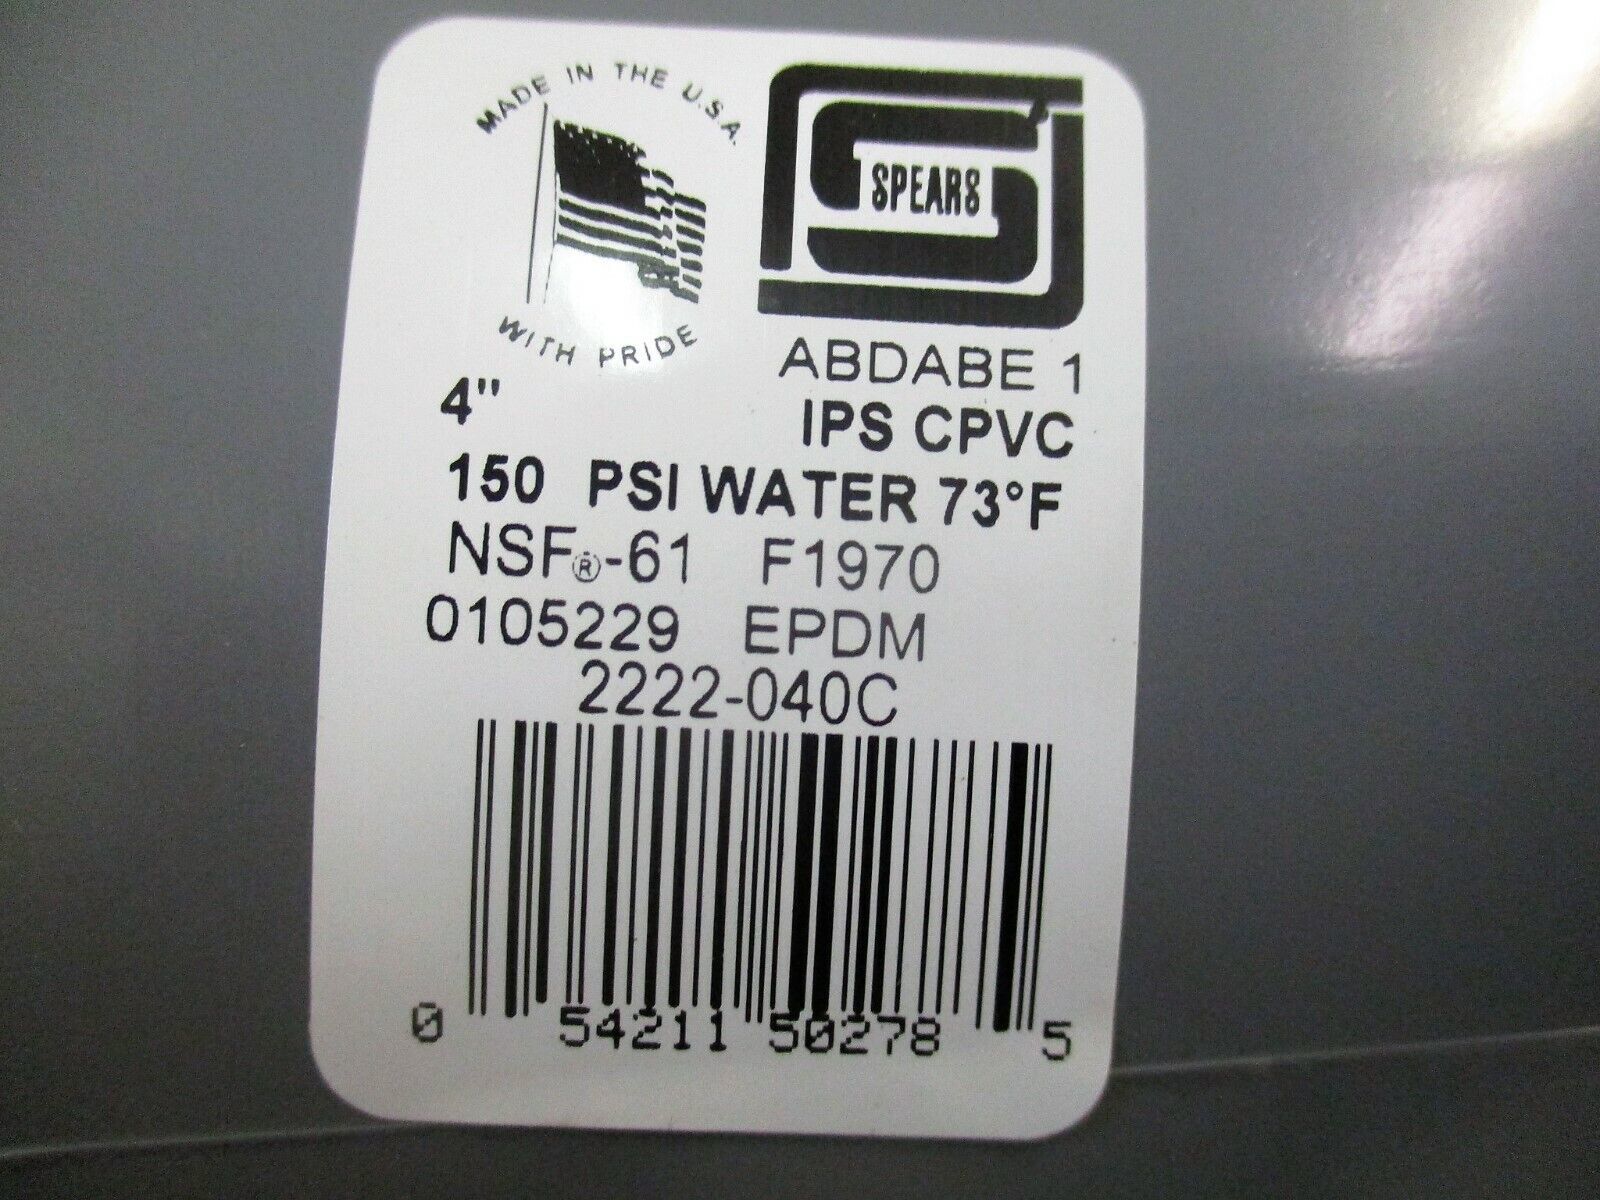 MADE IN THE U.S.A.
WITH PRIDE
SPEARS
ABDABE 1
4" IPS CPVC
150 PSI WATER 73°F
NSF®-61 F1970
0105229 EPDM
2222-040C
0 54211 50278 5